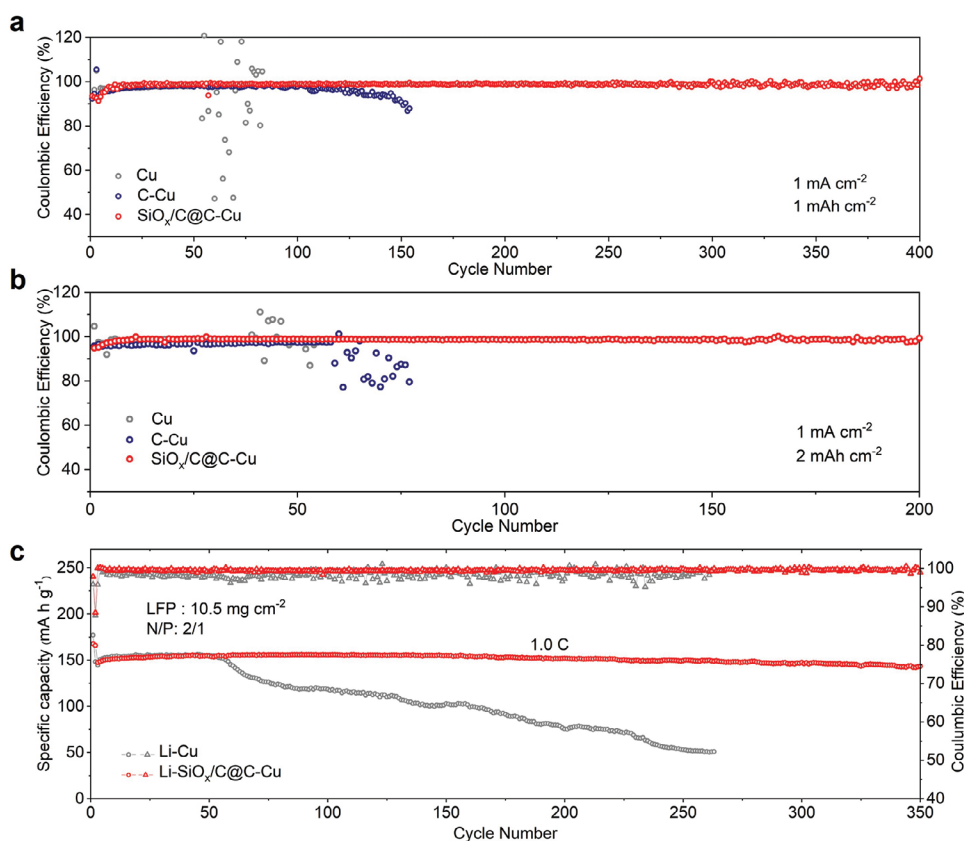 a
120
100
80
60
40
Coulombic Efficiency (%)
Cu
C-Cu
SiOₓ/C@C-Cu
1 mA cm⁻²
1 mAh cm⁻²
0 50 100 150 200 250 300 350 400
Cycle Number
b
120
100
80
60
40
Coulombic Efficiency (%)
Cu
C-Cu
SiOₓ/C@C-Cu
1 mA cm⁻²
2 mAh cm⁻²
0 50 100 150 200
Cycle Number
c
250
200
150
100
50
0
Specific capacity (mA h g⁻¹)
LFP : 10.5 mg cm⁻²
N/P: 2/1
1.0 C
Li-Cu
Li-SiOₓ/C@C-Cu
100
90
80
70
60
50
40
Coulumbic Efficiency (%)
0 50 100 150 200 250 300 350
Cycle Number